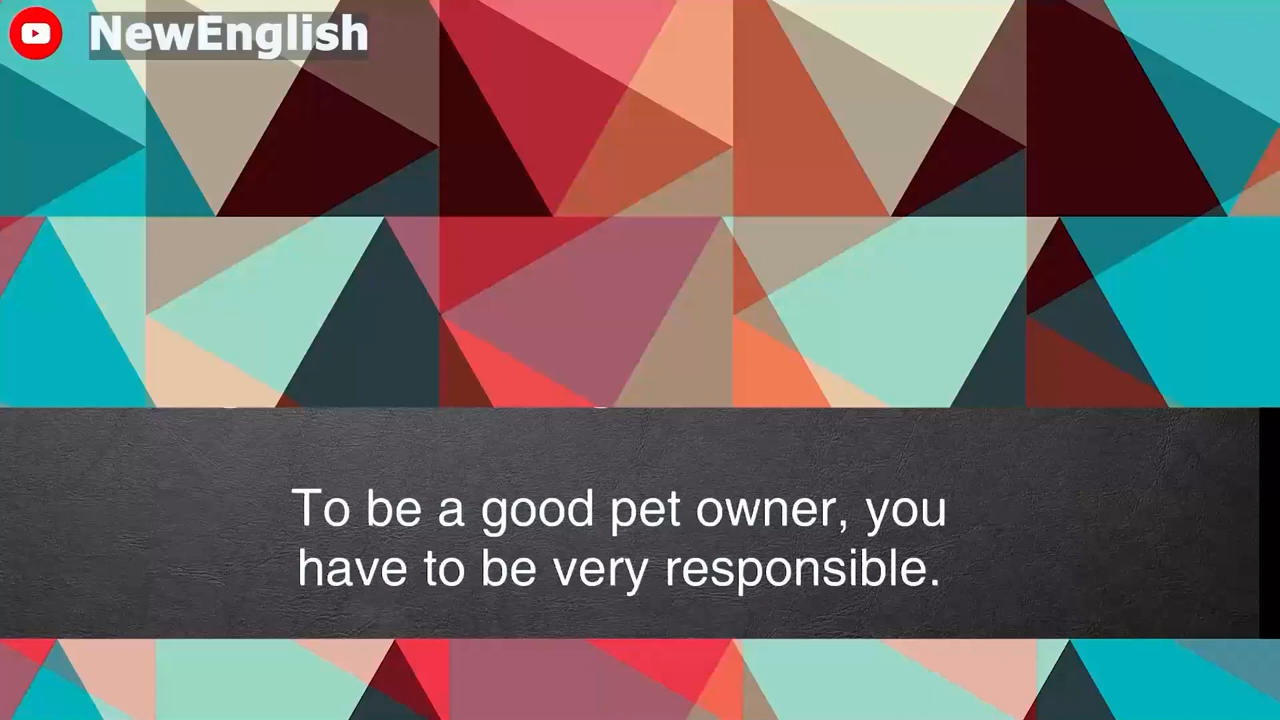 NewEnglish
To be a good pet owner, you
have to be very responsible.